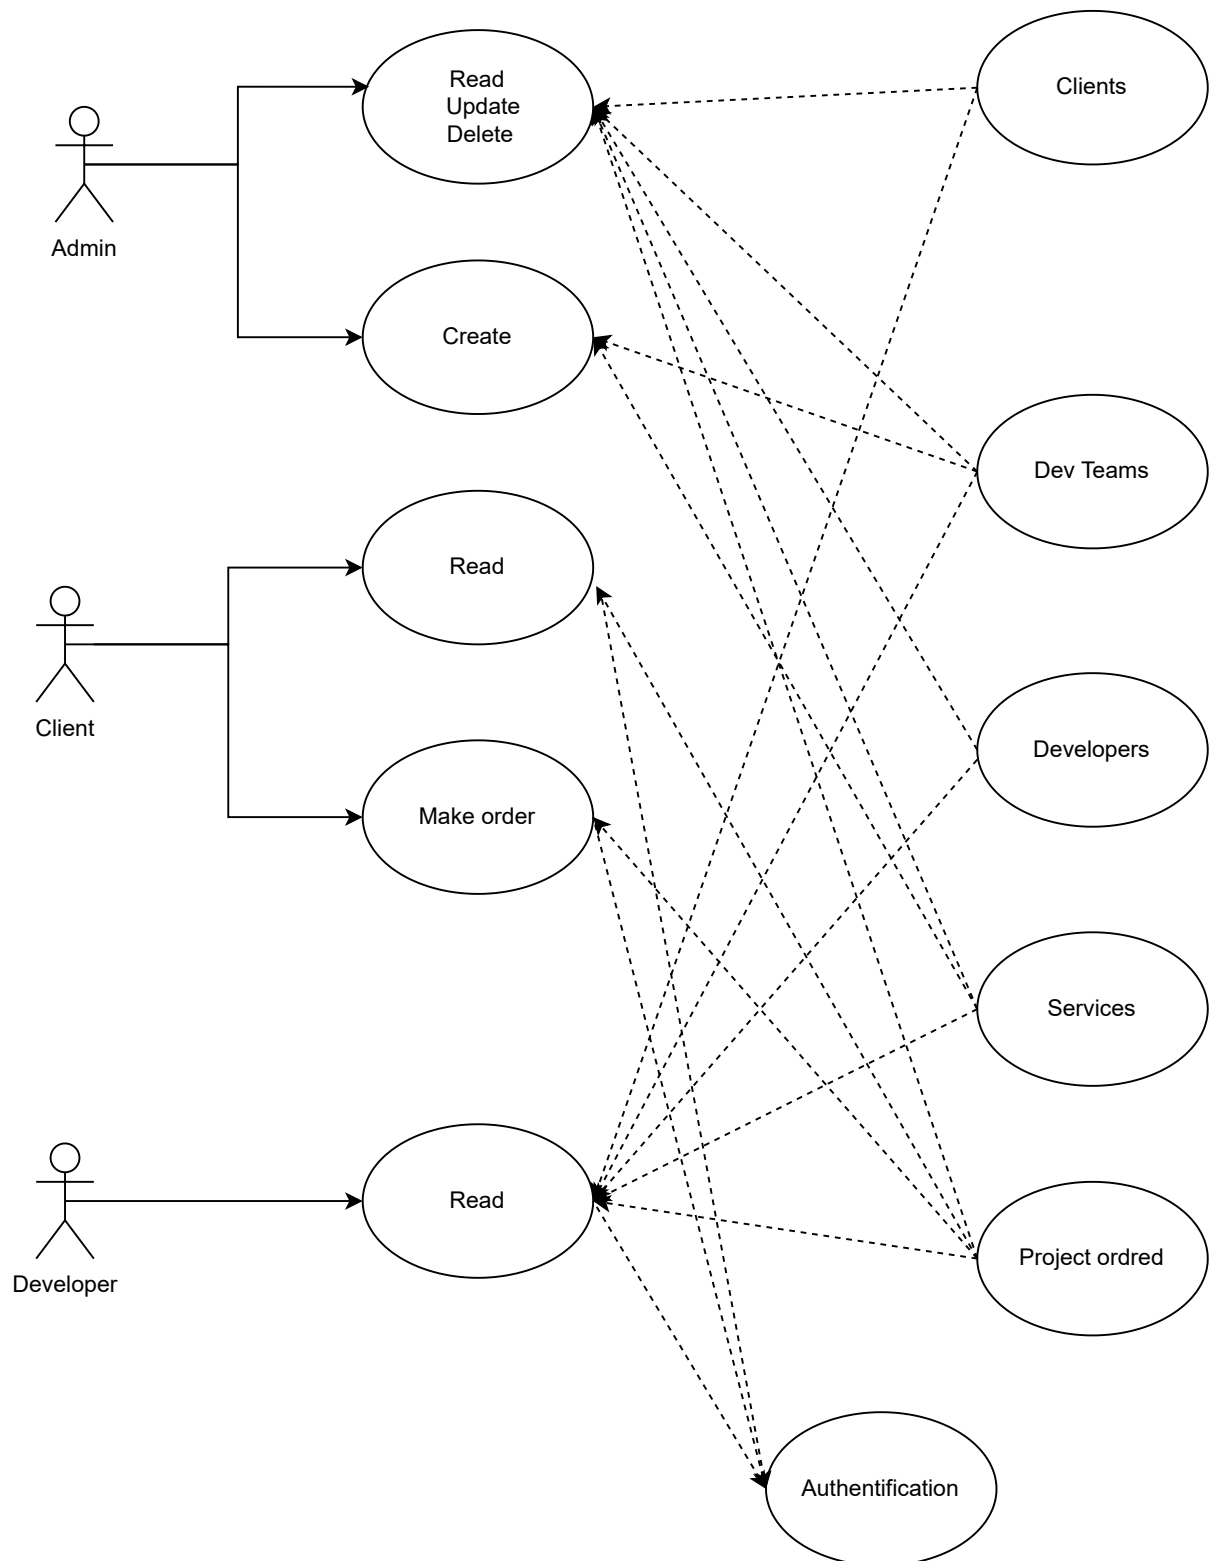 Read
Update
Delete
Clients
Admin
Create
Dev Teams
Read
Client
Developers
Make order
Services
Read
Project ordred
Developer
Authentification